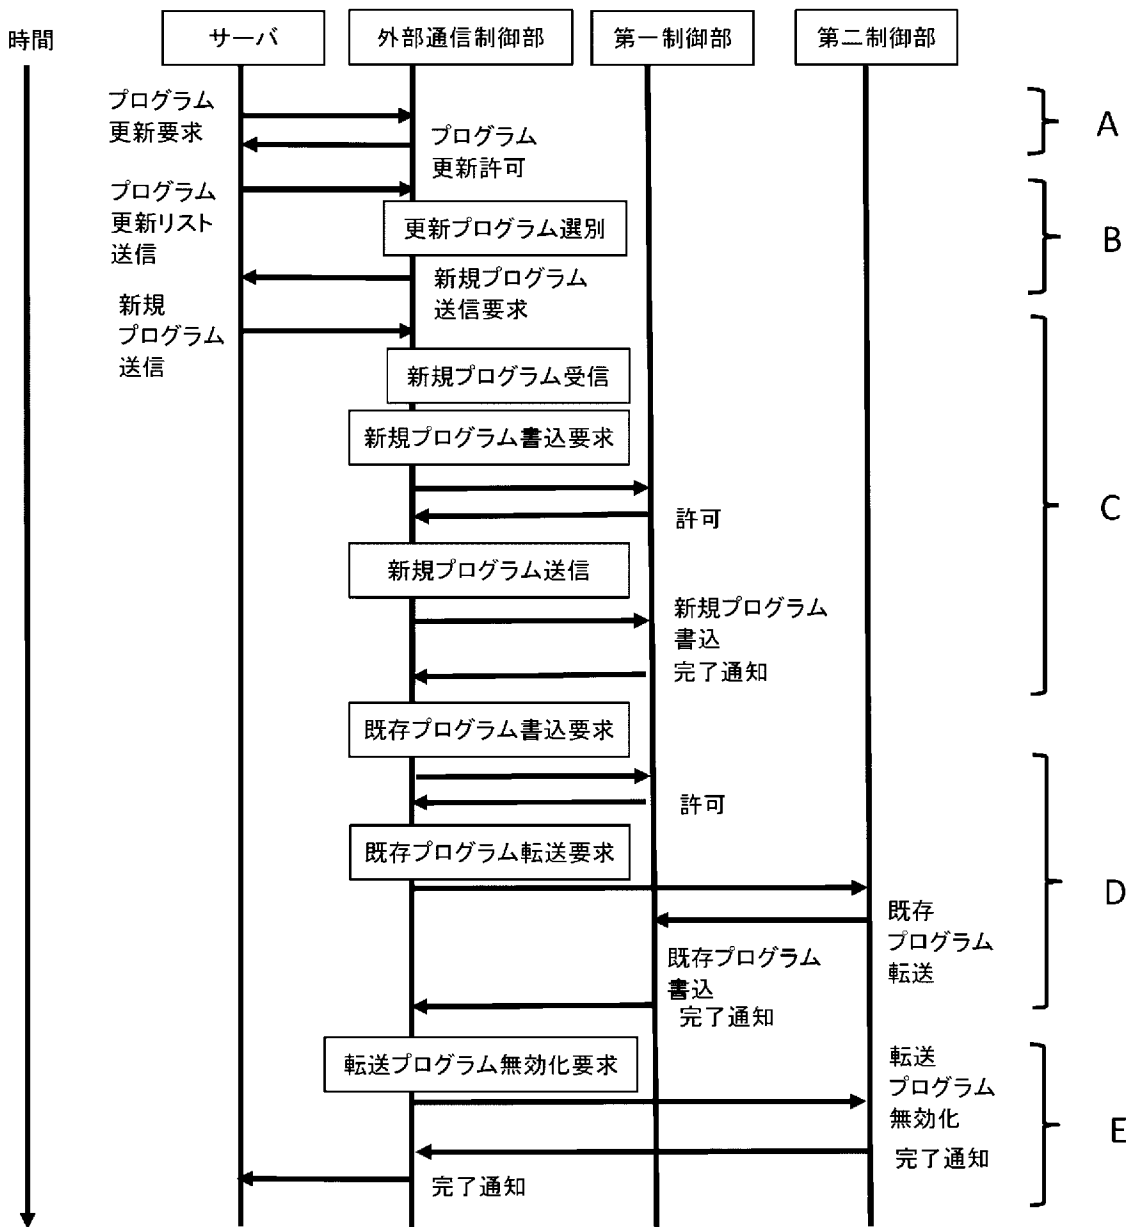 時間
サーバ
外部通信制御部
第一制御部
第二制御部
プログラム
更新要求
プログラム
更新許可
A
プログラム
更新リスト
送信
更新プログラム選別
新規プログラム
送信要求
B
新規
プログラム
送信
新規プログラム受信
新規プログラム書込要求
許可
新規プログラム送信
新規プログラム
書込
完了通知
C
既存プログラム書込要求
許可
既存プログラム転送要求
既存
プログラム
転送
既存プログラム
書込
完了通知
D
転送プログラム無効化要求
転送
プログラム
無効化
完了通知
完了通知
E